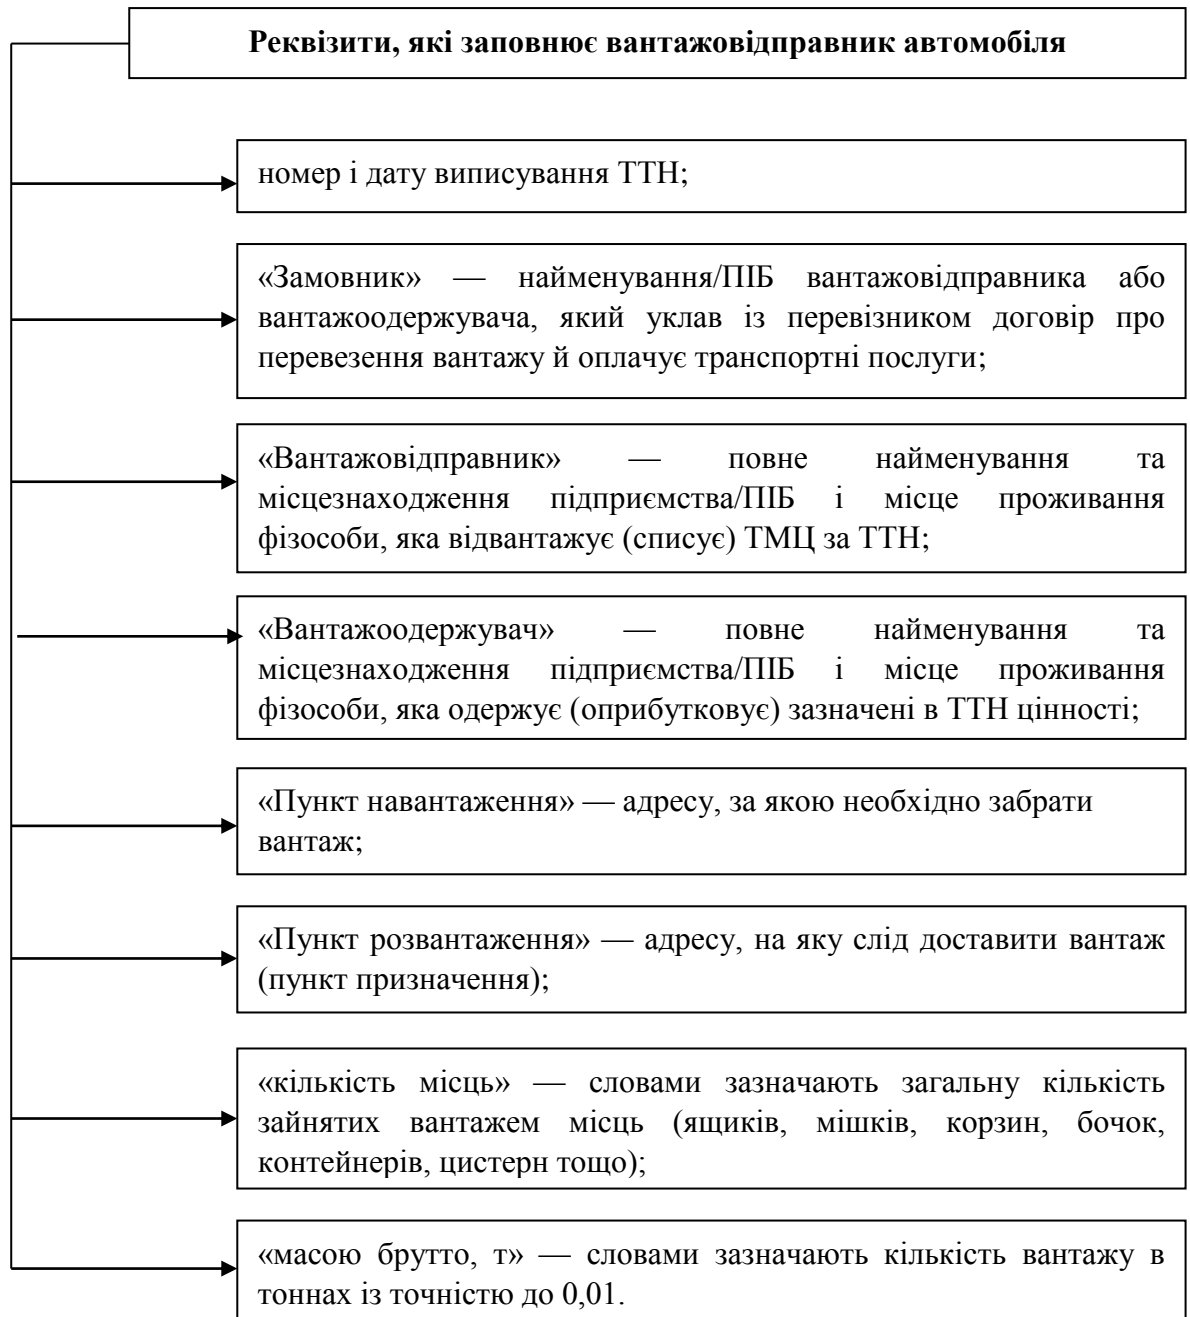 Реквізити, які заповнює вантажовідправник автомобіля
номер і дату виписування ТТН;
«Замовник» — найменування/ПІБ вантажовідправника або
вантажоодержувача, який уклав із перевізником договір про
перевезення вантажу й оплачує транспортні послуги;
«Вантажовідправник» — повне найменування та
місцезнаходження підприємства/ПІБ і місце проживання
фізособи, яка відвантажує (списує) ТМЦ за ТТН;
«Вантажоодержувач» — повне найменування та
місцезнаходження підприємства/ПІБ і місце проживання
фізособи, яка одержує (оприбутковує) зазначені в ТТН цінності;
«Пункт навантаження» — адресу, за якою необхідно забрати
вантаж;
«Пункт розвантаження» — адресу, на яку слід доставити вантаж
(пункт призначення);
«кількість місць» — словами зазначають загальну кількість
зайнятих вантажем місць (ящиків, мішків, корзин, бочок,
контейнерів, цистерн тощо);
«масою брутто, т» — словами зазначають кількість вантажу в
тоннах із точністю до 0,01.